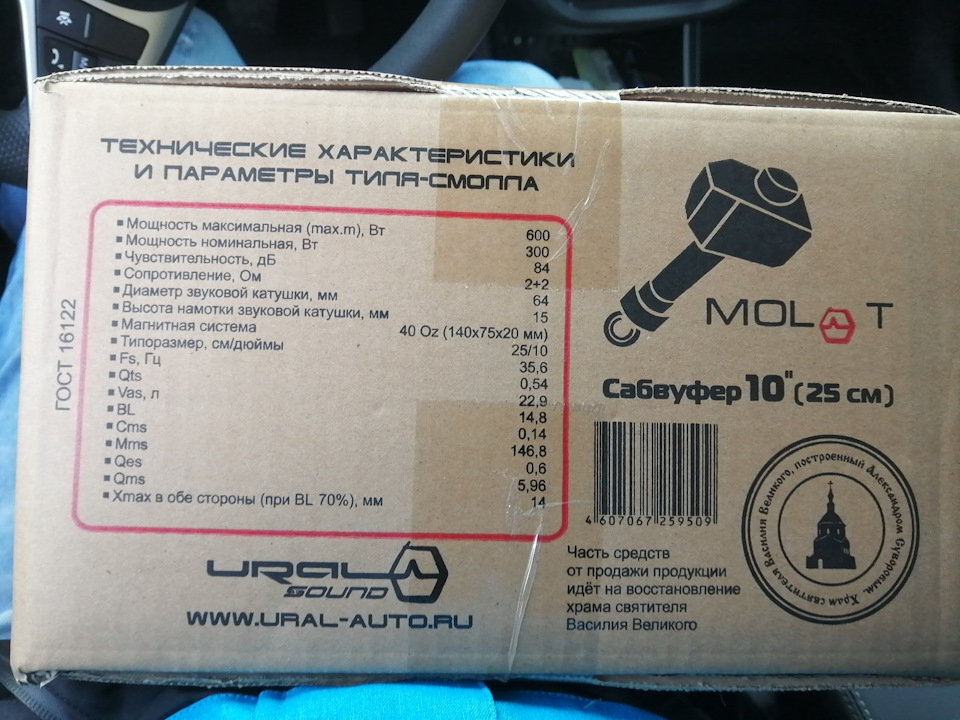 ТЕХНИЧЕСКИЕ ХАРАКТЕРИСТИКИ
И ПАРАМЕТРЫ ТИЛЯ-СМОЛЛА
▪ Мощность максимальная (max.m), Вт 600
▪ Мощность номинальная, Вт 300
▪ Чувствительность, дБ 84
▪ Сопротивление, Ом 2+2
▪ Диаметр звуковой катушки, мм 64
▪ Высота намотки звуковой катушки, мм 15
▪ Магнитная система 40 Oz (140x75x20 мм)
▪ Типоразмер, см/дюймы 25/10
▪ Fs, Гц 35,6
▪ Qts 0,54
▪ Vas, л 22,9
▪ BL 14,8
▪ Cms 0,14
▪ Mms 146,8
▪ Qes 0,6
▪ Qms 5,96
▪ Xmax в обе стороны (при BL 70%), мм 14
ГОСТ 16122
URAL
SOUND
WWW.URAL-AUTO.RU
MOLOT
Сабвуфер 10" (25 см)
4 607067 259509
Часть средств
от продажи продукции
идёт на восстановление
храма святителя
Василия Великого
Храм святителя Василия Великого, построенный Александром Суворовым.